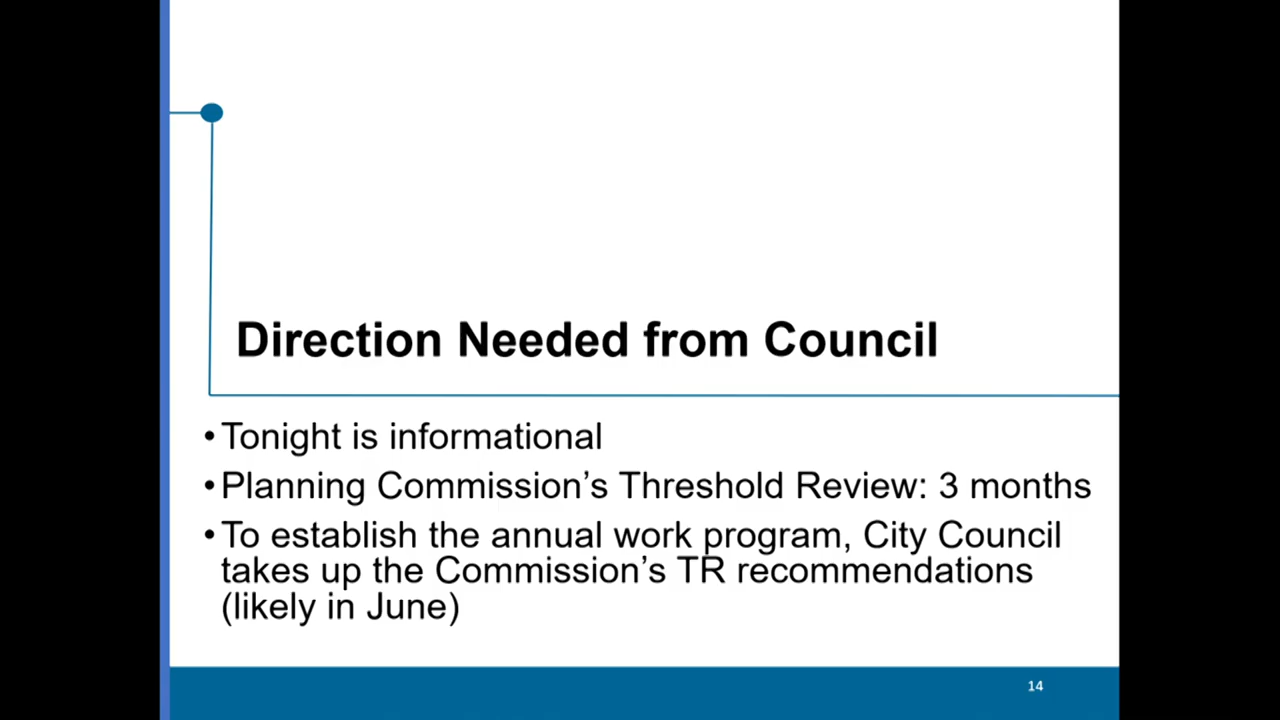 Direction Needed from Council
•Tonight is informational
•Planning Commission’s Threshold Review: 3 months
•To establish the annual work program, City Council
takes up the Commission’s TR recommendations
(likely in June)
14